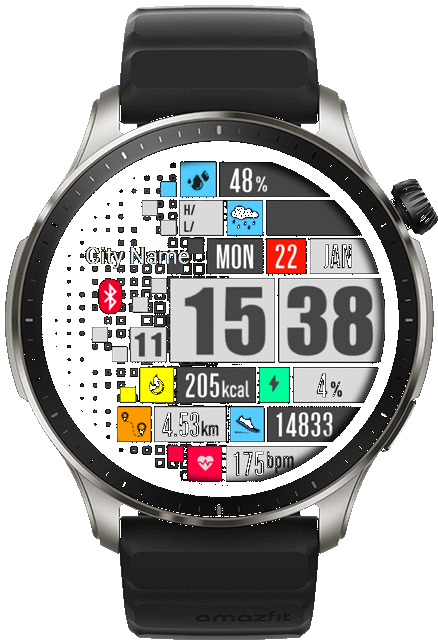 48%
H/
L/
City Name
MON 22 JAN
15 38
11
205kcal 4%
4.53km 14833
175bpm
amazfit